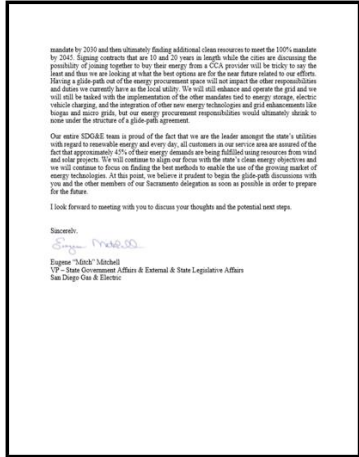 mandate by 2030 and then ultimately finding additional clean resources to meet the 100% mandate
by 2045. Signing contracts that are 10 and 20 years in length while the cities are discussing the
possibility of joining together to buy their energy from a CCA provider will be tricky to say the
least and thus we are looking at what the best options are for the near future related to our efforts.
Having a glide-path out of the energy procurement space will not impact the other responsibilities
and duties we currently have as the local utility. We will still enhance and operate the grid and we
will still be tasked with the implementation of the other mandates tied to energy storage, electric
vehicle charging, and the integration of other new energy technologies and grid enhancements like
biogas and micro grids, but our energy procurement responsibilities would ultimately shrink to
none under the structure of a glide-path agreement.
Our entire SDG&E team is proud of the fact that we are the leader amongst the state's utilities
with regard to renewable energy and every day, all customers in our service area are assured of the
fact that approximately 45% of their energy demands are being fulfilled using resources from wind
and solar projects. We will continue to align our focus with the state's clean energy objectives and
we will continue to focus on finding the best methods to enable the use of the growing market of
energy technologies. At this point, we believe it prudent to begin the glide-path discussions with
you and the other members of our Sacramento delegation as soon as possible in order to prepare
for the future.
I look forward to meeting with you to discuss your thoughts and the potential next steps.
Sincerely,
Eugene Mitchell
Eugene "Mitch" Mitchell
VP – State Government Affairs & External & State Legislative Affairs
San Diego Gas & Electric